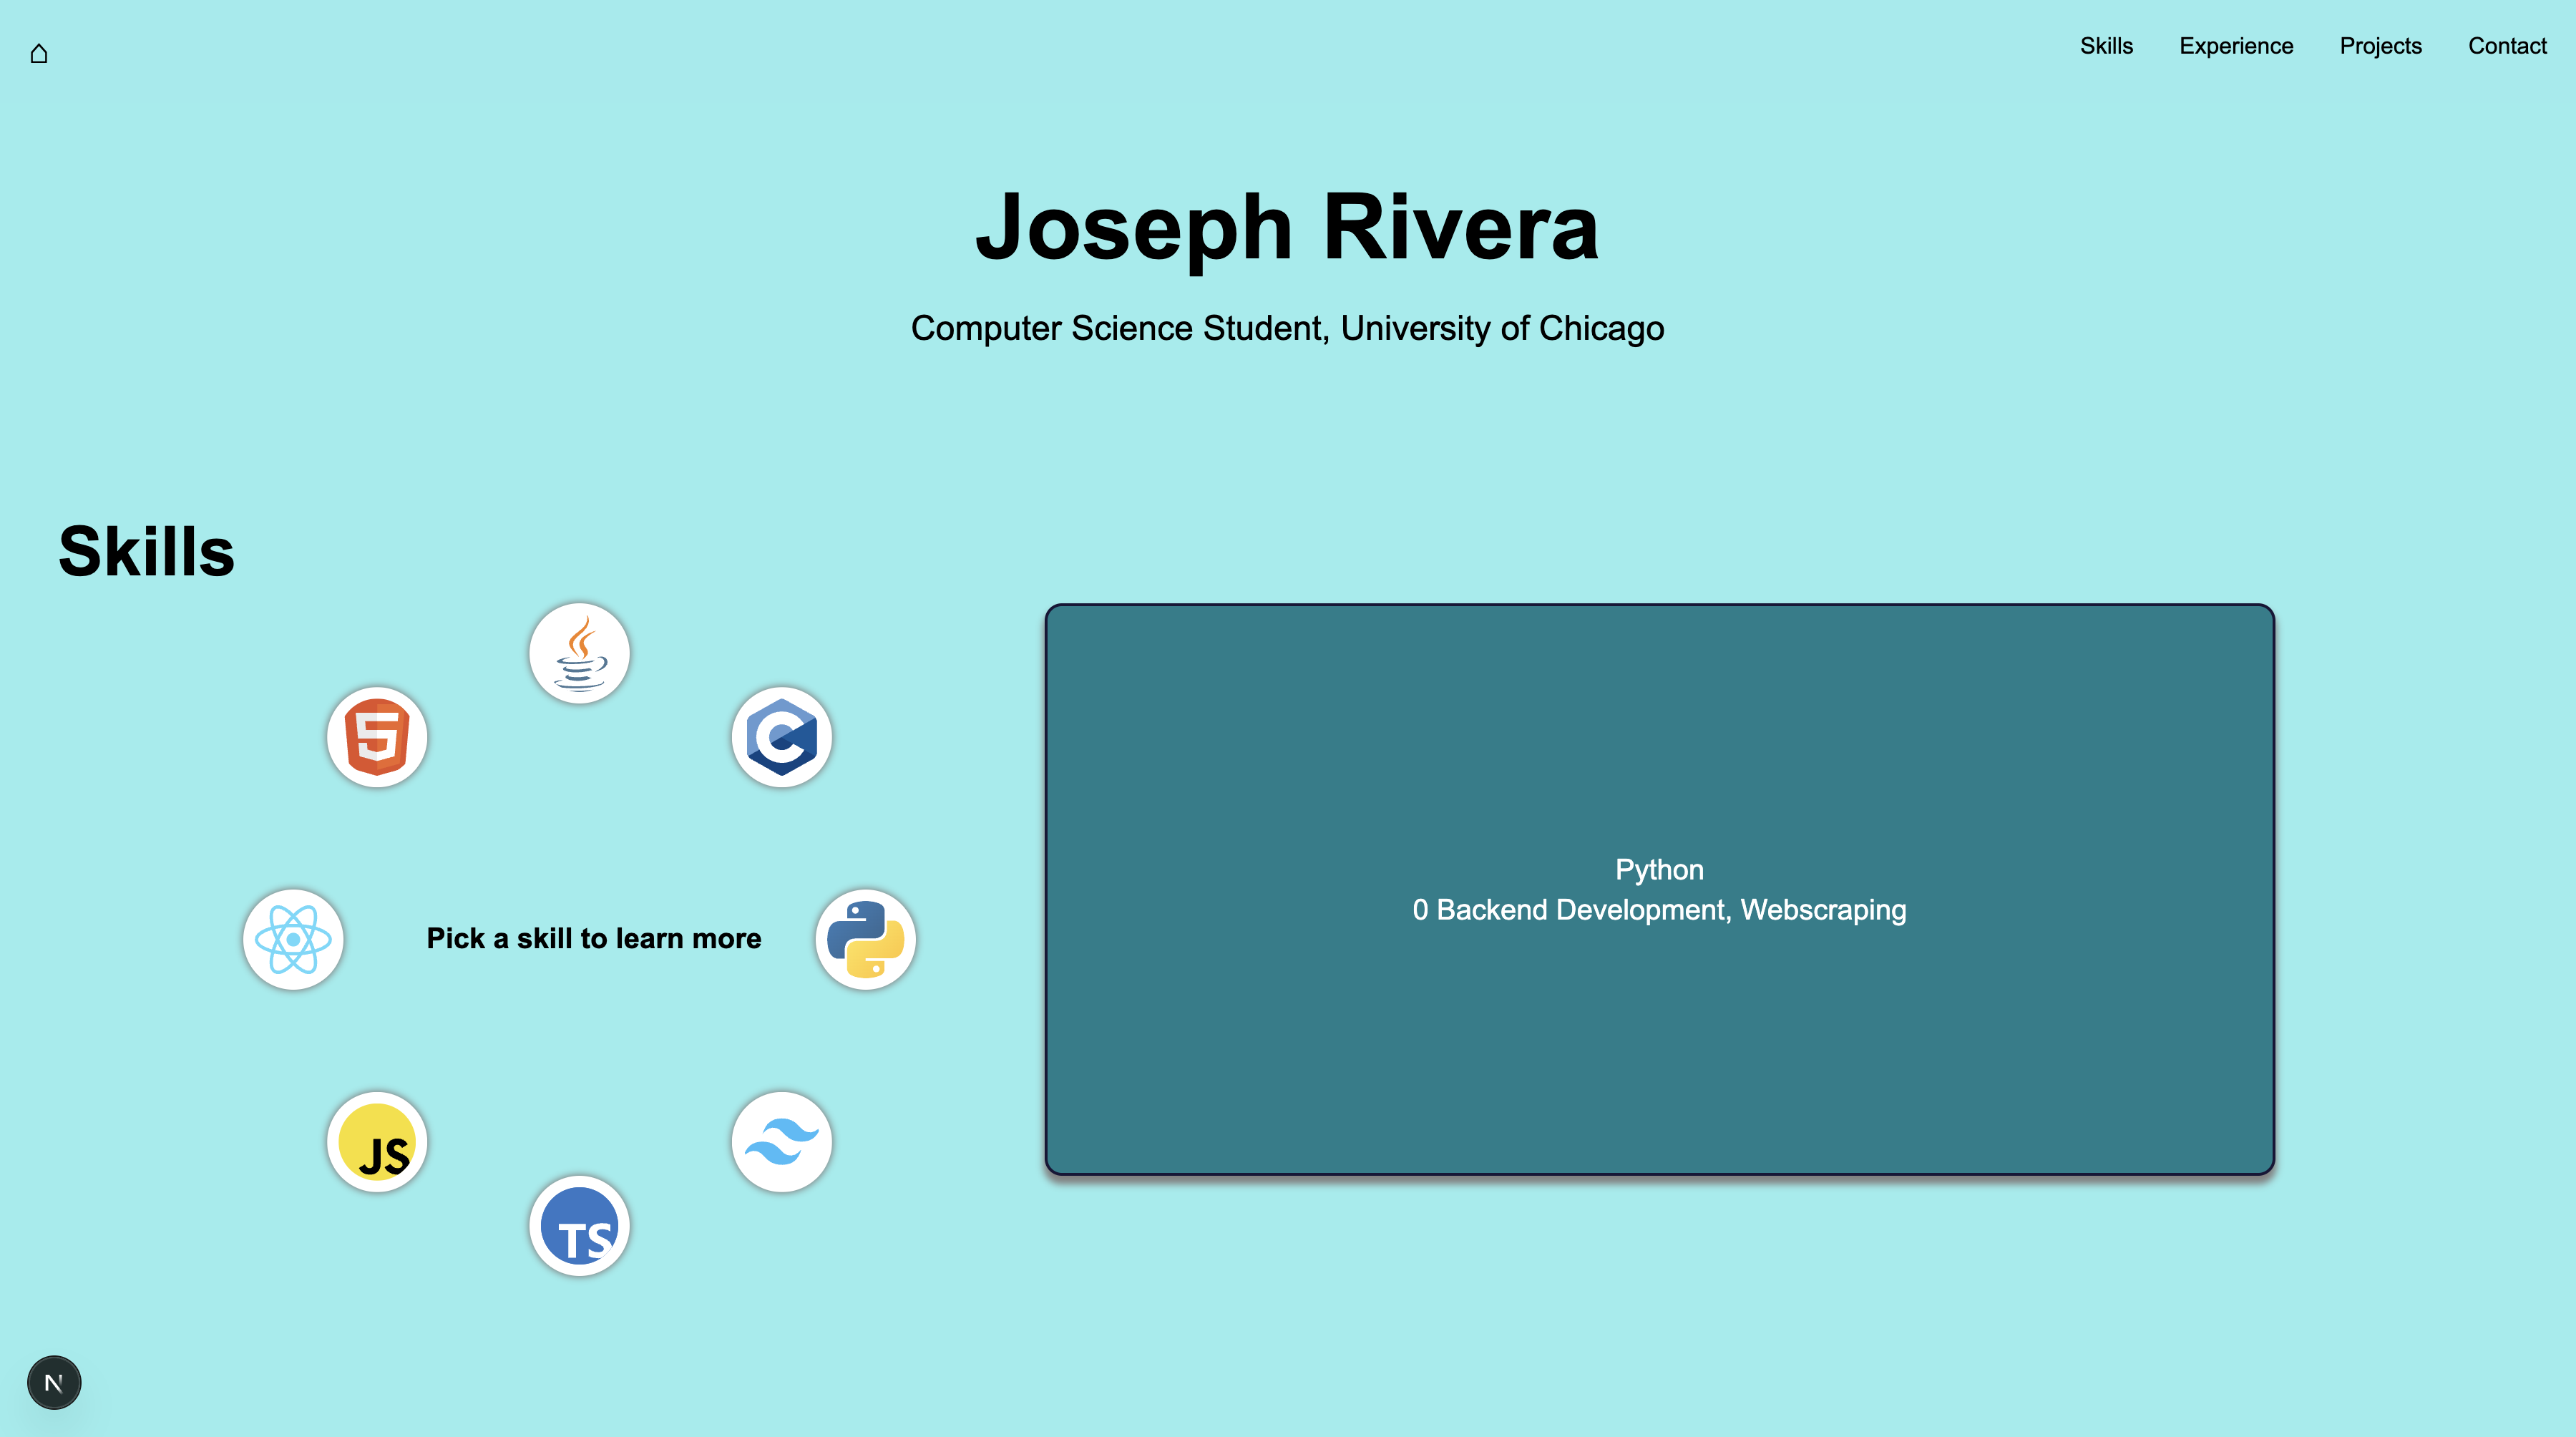 Skills Experience Projects Contact
Joseph Rivera
Computer Science Student, University of Chicago
Skills
Pick a skill to learn more
Python
0 Backend Development, Webscraping
JS
TS
N